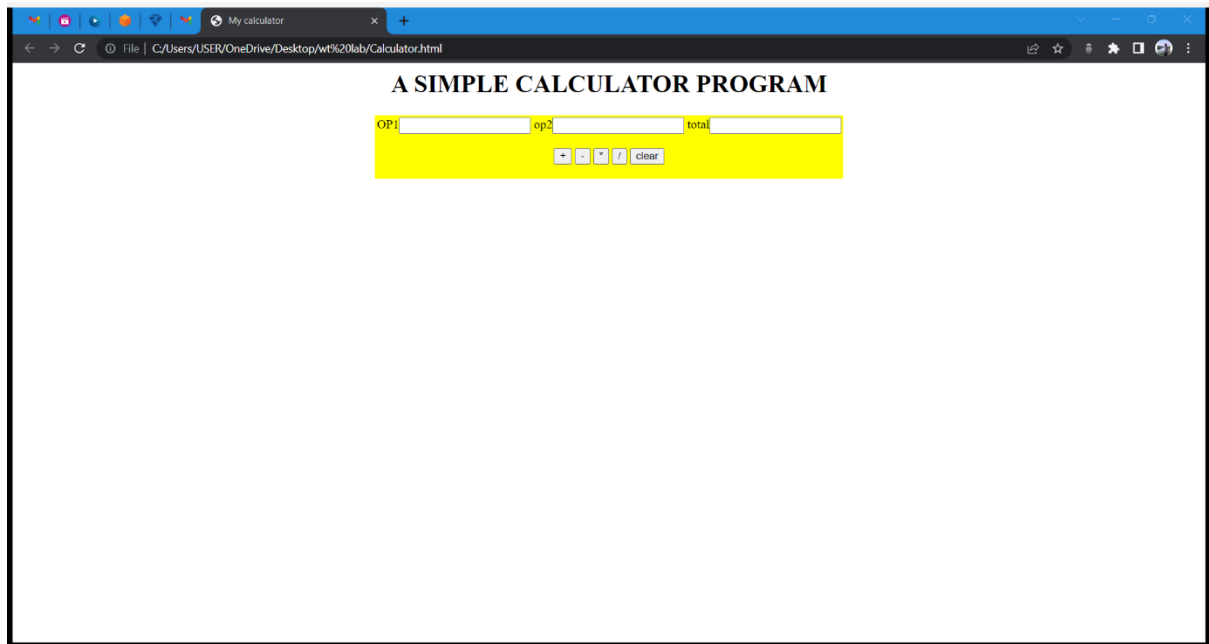 My calculator
File | C:/Users/USER/OneDrive/Desktop/wt%20lab/Calculator.html
A SIMPLE CALCULATOR PROGRAM
OP1 op2 total
+ - * / clear